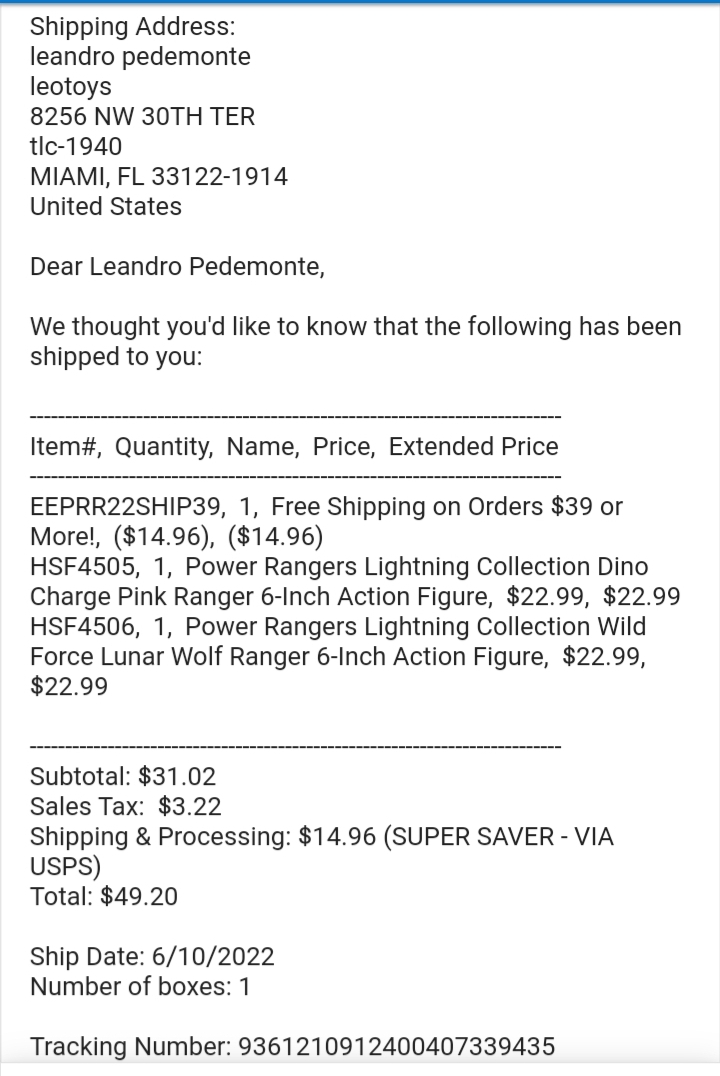 Shipping Address:
leandro pedemonte
leotoys
8256 NW 30TH TER
tlc-1940
MIAMI, FL 33122-1914
United States
Dear Leandro Pedemonte,
We thought you'd like to know that the following has been
shipped to you:
---------------------------------------------------------------------------
Item#,  Quantity,  Name,  Price,  Extended Price
---------------------------------------------------------------------------
EEPRR22SHIP39,  1,  Free Shipping on Orders $39 or
More!,  ($14.96),  ($14.96)
HSF4505,  1,  Power Rangers Lightning Collection Dino
Charge Pink Ranger 6-Inch Action Figure,  $22.99,  $22.99
HSF4506,  1,  Power Rangers Lightning Collection Wild
Force Lunar Wolf Ranger 6-Inch Action Figure,  $22.99,
$22.99
---------------------------------------------------------------------------
Subtotal: $31.02
Sales Tax:  $3.22
Shipping & Processing: $14.96 (SUPER SAVER - VIA
USPS)
Total: $49.20
Ship Date: 6/10/2022
Number of boxes: 1
Tracking Number: 9361210912400407339435